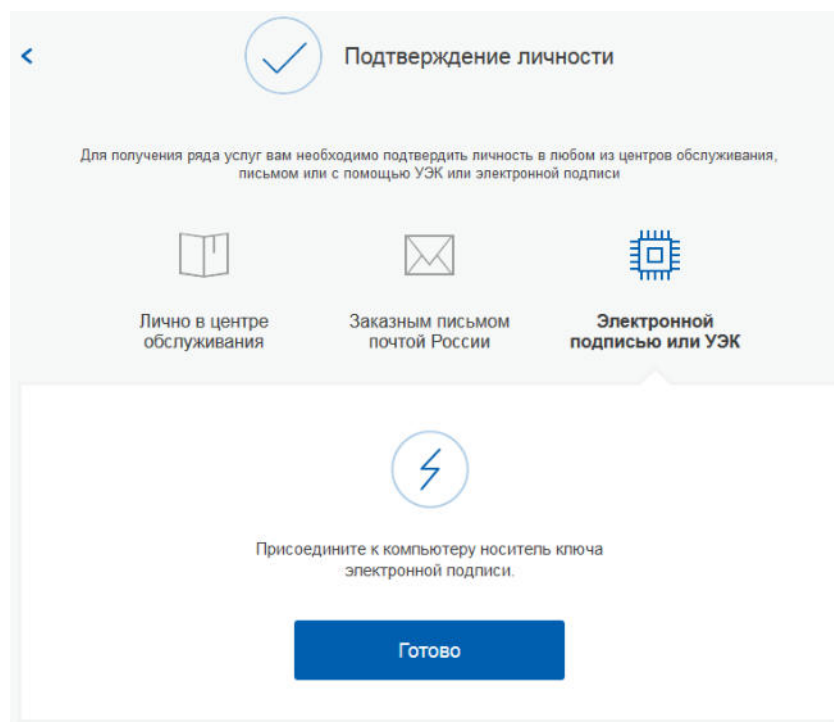 Подтверждение личности
Для получения ряда услуг вам необходимо подтвердить личность в любом из центров обслуживания,
письмом или с помощью УЭК или электронной подписи
Лично в центре
обслуживания
Заказным письмом
почтой России
Электронной
подписью или УЭК
Присоедините к компьютеру носитель ключа
электронной подписи.
Готово